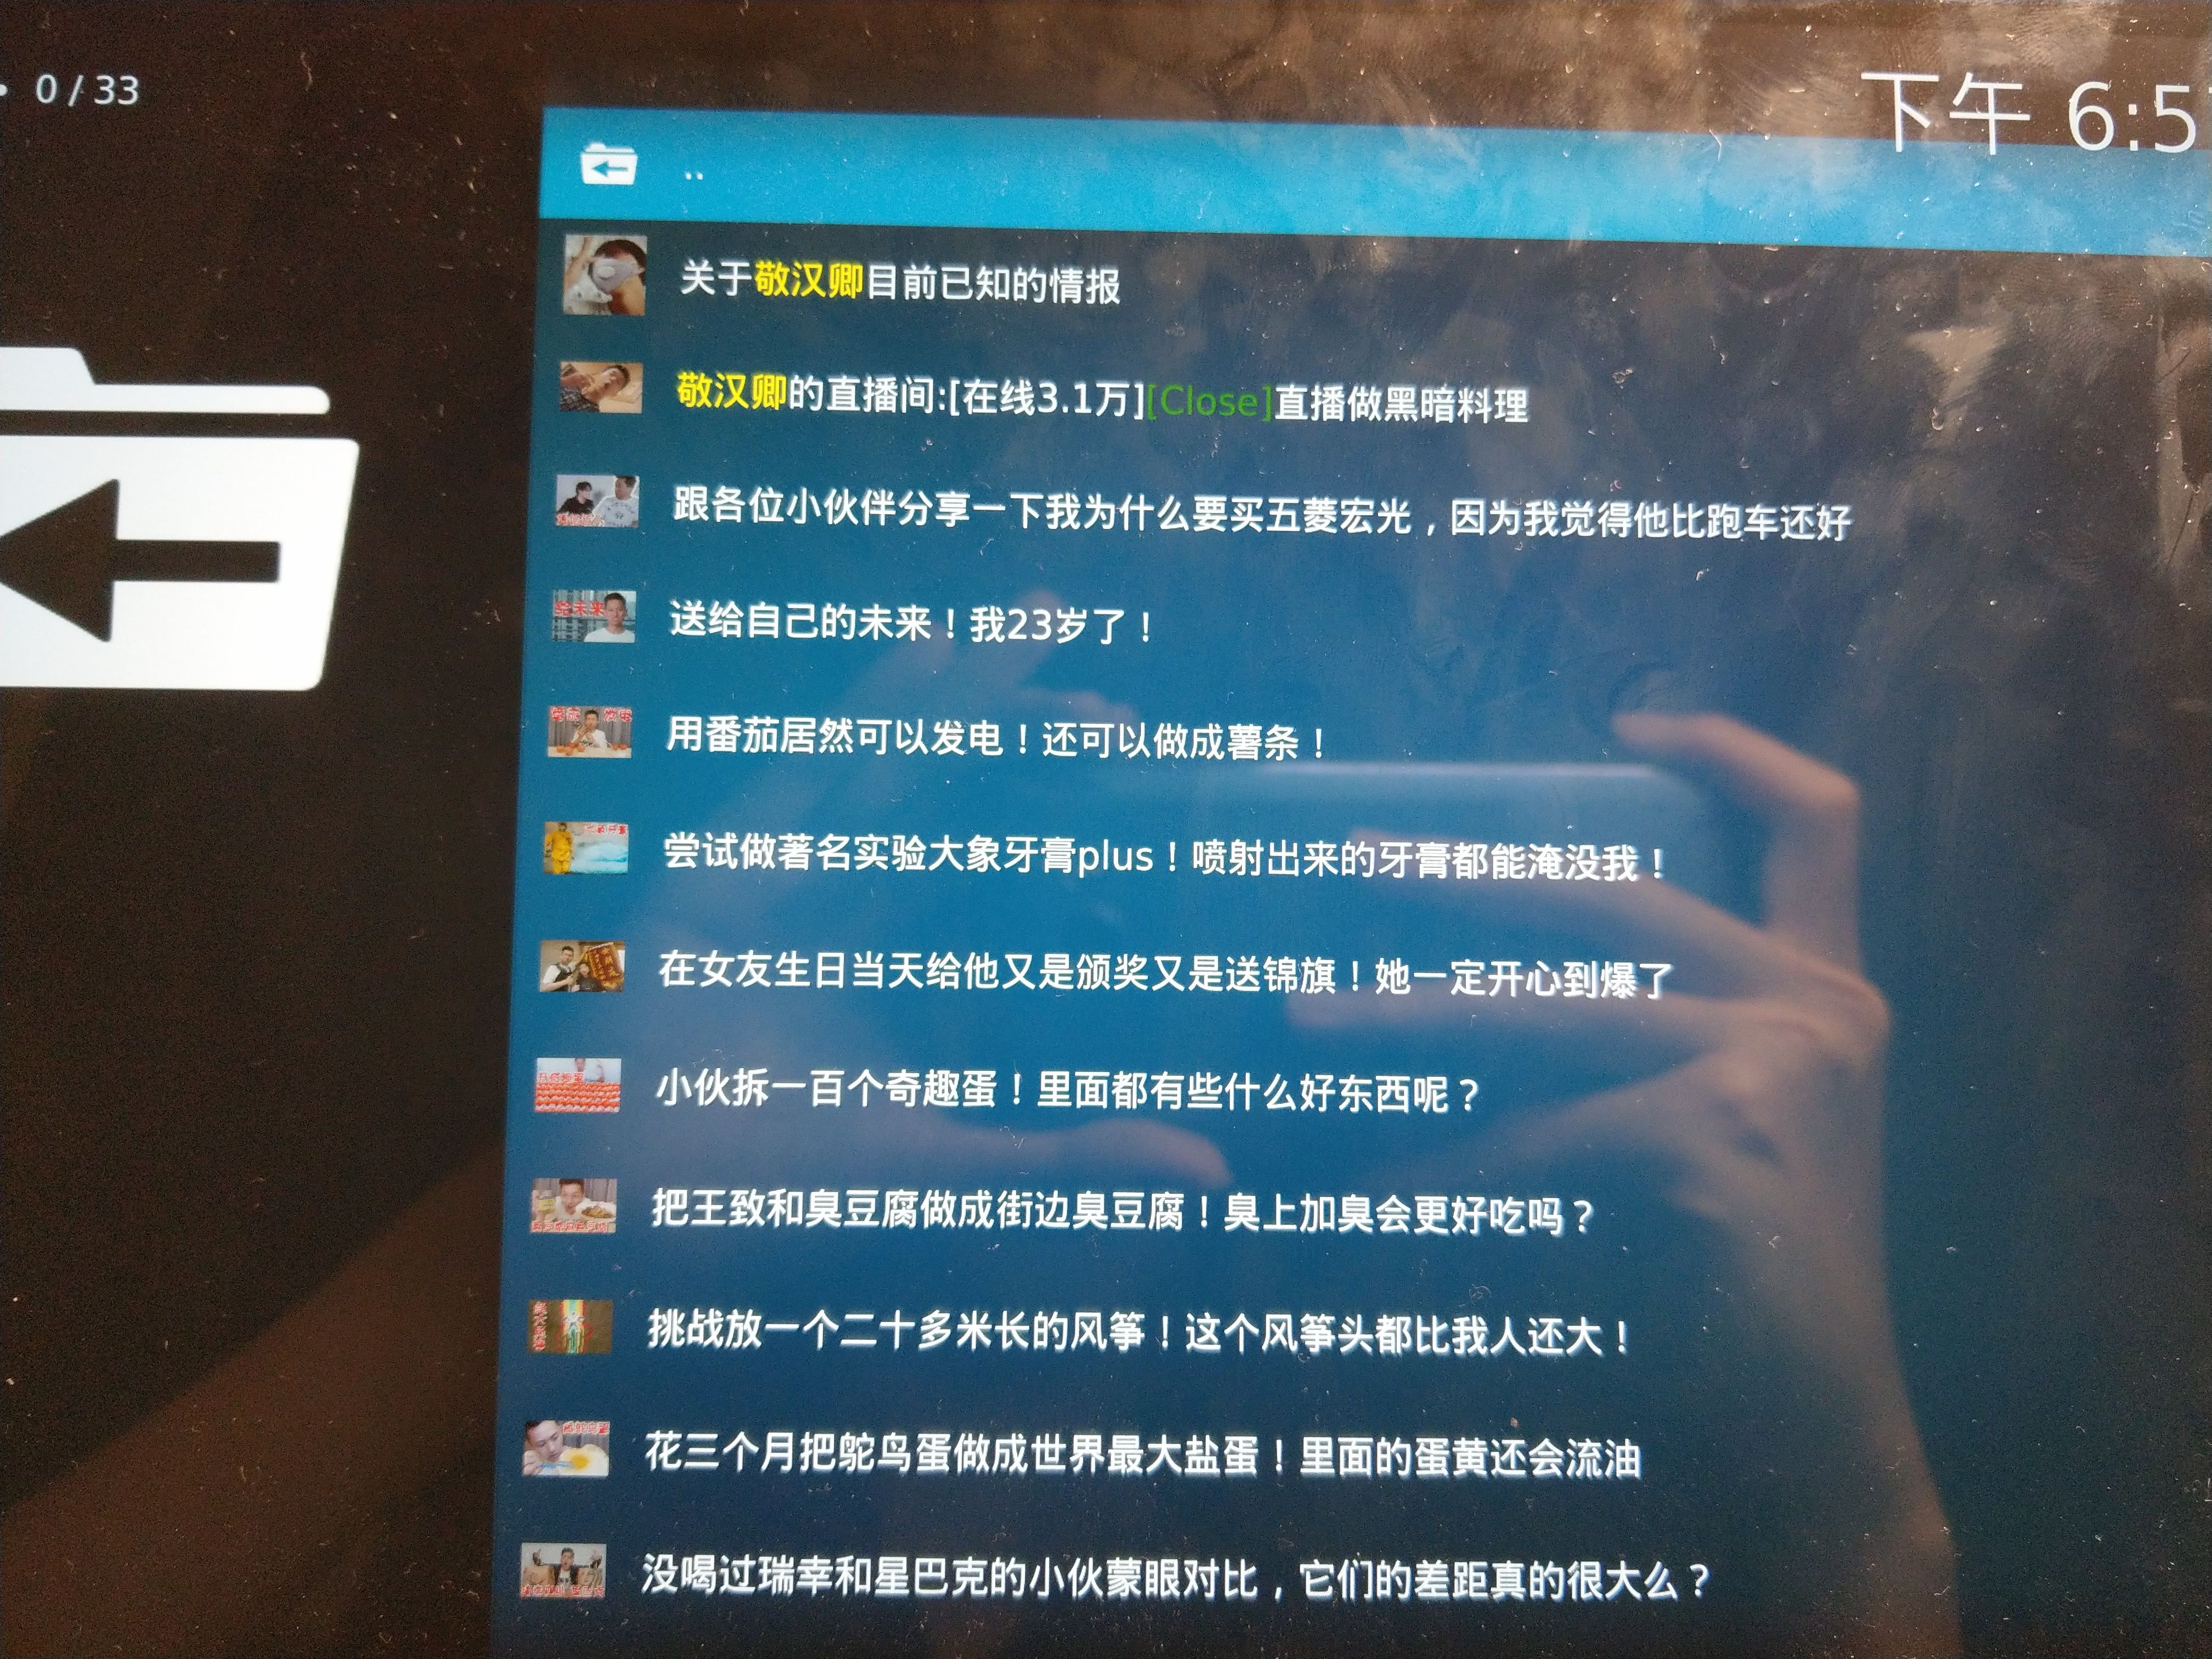 0 / 33
下午 6:5
..
关于敬汉卿目前已知的情报
敬汉卿的直播间:[在线3.1万][Close]直播做黑暗料理
跟各位小伙伴分享一下我为什么要买五菱宏光，因为我觉得他比跑车还好
送给自己的未来！我23岁了！
用番茄居然可以发电！还可以做成薯条！
尝试做著名实验大象牙膏plus！喷射出来的牙膏都能淹没我！
在女友生日当天给他又是颁奖又是送锦旗！她一定开心到爆了
小伙拆一百个奇趣蛋！里面都有些什么好东西呢？
把王致和臭豆腐做成街边臭豆腐！臭上加臭会更好吃吗？
挑战放一个二十多米长的风筝！这个风筝头都比我人还大！
花三个月把鸵鸟蛋做成世界最大盐蛋！里面的蛋黄还会流油
没喝过瑞幸和星巴克的小伙蒙眼对比，它们的差距真的很大么？